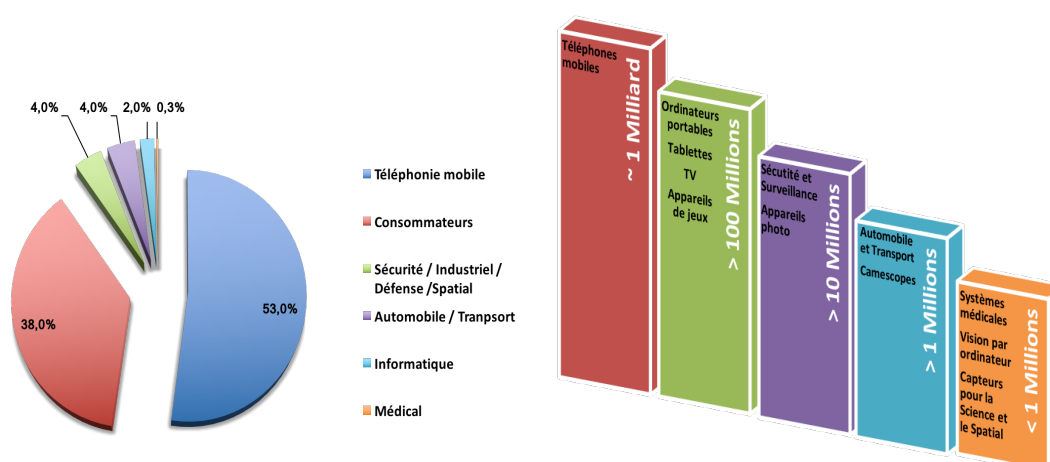 4,0%
4,0%
2,0%
0,3%
38,0%
53,0%
Téléphonie mobile
Consommateurs
Sécurité / Industriel /
Défense /Spatial
Automobile / Tranpsort
Informatique
Médical
Téléphones
mobiles
~ 1 Milliard
Ordinateurs
portables
Tablettes
TV
Appareils
de jeux
> 100 Millions
Sécutité et
Surveillance
Appareils
photo
> 10 Millions
Automobile
et Transport
Camescopes
> 1 Millions
Systèmes
médicales
Vision par
ordinateur
Capteurs
pour la
Science et
le Spatial
< 1 Millions